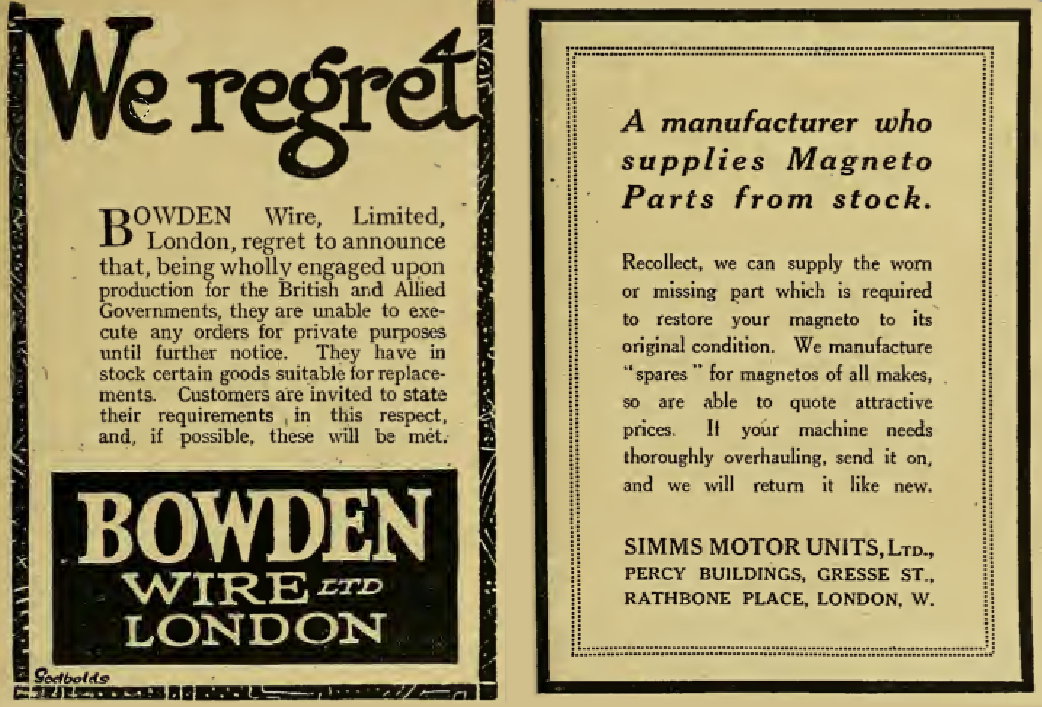 We regret
BOWDEN Wire, Limited,
London, regret to announce
that, being wholly engaged upon
production for the British and Allied
Governments, they are unable to exe-
cute any orders for private purposes
until further notice. They have in
stock certain goods suitable for replace-
ments. Customers are invited to state
their requirements in this respect,
and, if possible, these will be met.
BOWDEN
WIRE LTD
LONDON
Godbolds
A manufacturer who
supplies Magneto
Parts from stock.
Recollect, we can supply the worn
or missing part which is required
to restore your magneto to its
original condition. We manufacture
"spares" for magnetos of all makes,
so are able to quote attractive
prices. If your machine needs
thoroughly overhauling, send it on,
and we will return it like new.
SIMMS MOTOR UNITS, LTD.,
PERCY BUILDINGS, GRESSE ST.,
RATHBONE PLACE, LONDON, W.